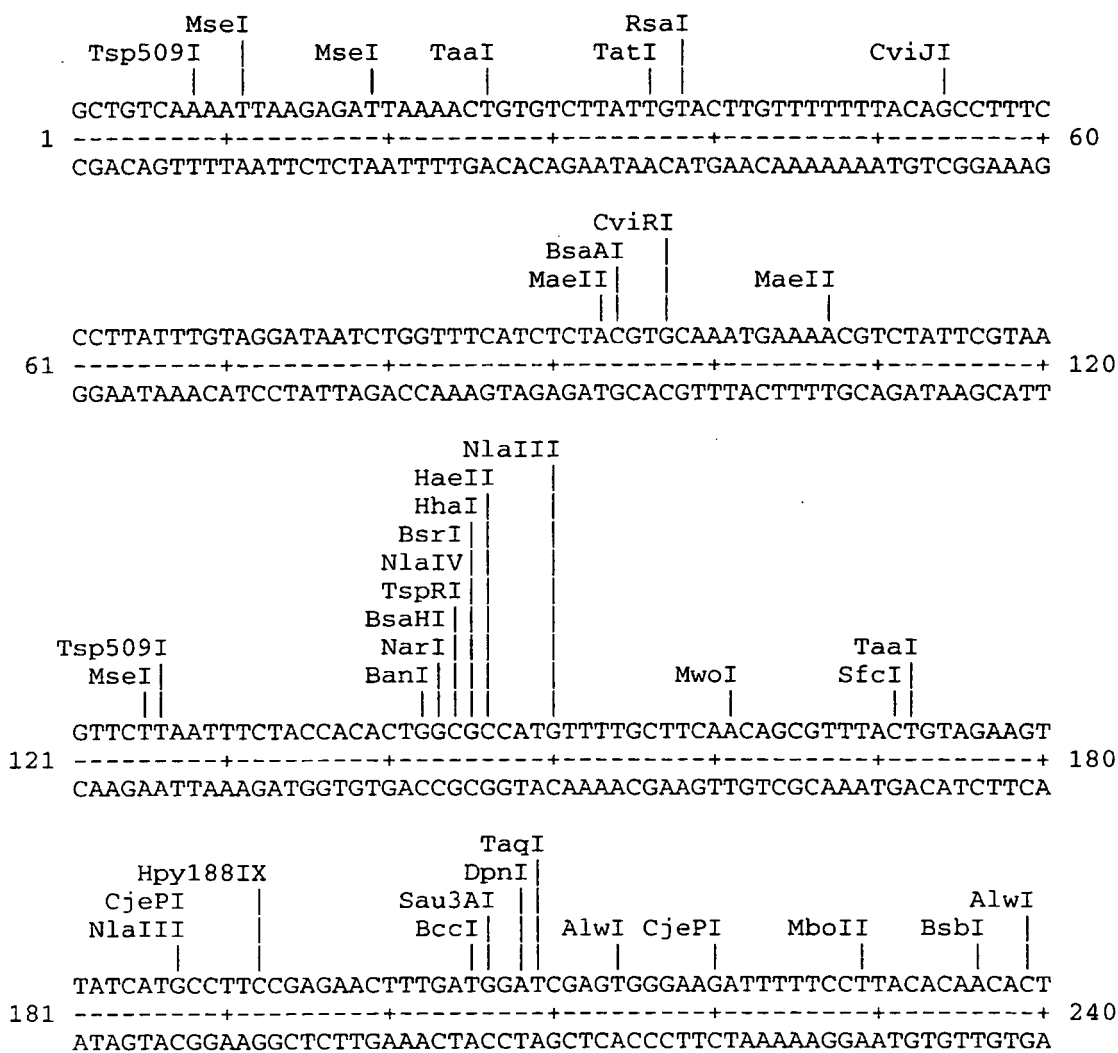 MseI RsaI
Tsp509I MseI TaaI TatI CviJI
GCTGTCAAAATTAAGAGATTAAAACTGTGTCTTATTGTACTTGTTTTTTTACAGCCTTTC
1 ---------+---------+---------+---------+---------+---------+ 60
CGACAGTTTTAATTCTCTAATTTTGACACAGAATAACATGAACAAAAAAATGTCGGAAAG
CviRI
BsaAI
MaeII MaeII
CCTTATTTGTAGGATAATCTGGTTTCATCTCTACGTGCAAATGAAAACGTCTATTCGTAA
61 ---------+---------+---------+---------+---------+---------+ 120
GGAATAAACATCCTATTAGACCAAAGTAGAGATGCACGTTTACTTTTGCAGATAAGCATT
NlaIII
HaeII
HhaI
BsrI
NlaIV
TspRI
BsaHI
Tsp509I NarI TaaI
MseI BanI MwoI SfcI
GTTCTTAATTTCTACCACACTGGCGCCATGTTTTGCTTCAACAGCGTTTACTGTAGAAGT
121 ---------+---------+---------+---------+---------+---------+ 180
CAAGAATTAAAGATGGTGTGACCGCGGTACAAAACGAAGTTGTCGCAAATGACATCTTCA
TaqI
Hpy188IX DpnI
CjePI Sau3AI AlwI
NlaIII BccI AlwI CjePI MboII BsbI
TATCATGCCTTCCGAGAACTTTGATGGATCGAGTGGGAAGATTTTTCCTTACACAACACT
181 ---------+---------+---------+---------+---------+---------+ 240
ATAGTACGGAAGGCTCTTGAAACTACCTAGCTCACCCTTCTAAAAAGGAATGTGTTGTGA